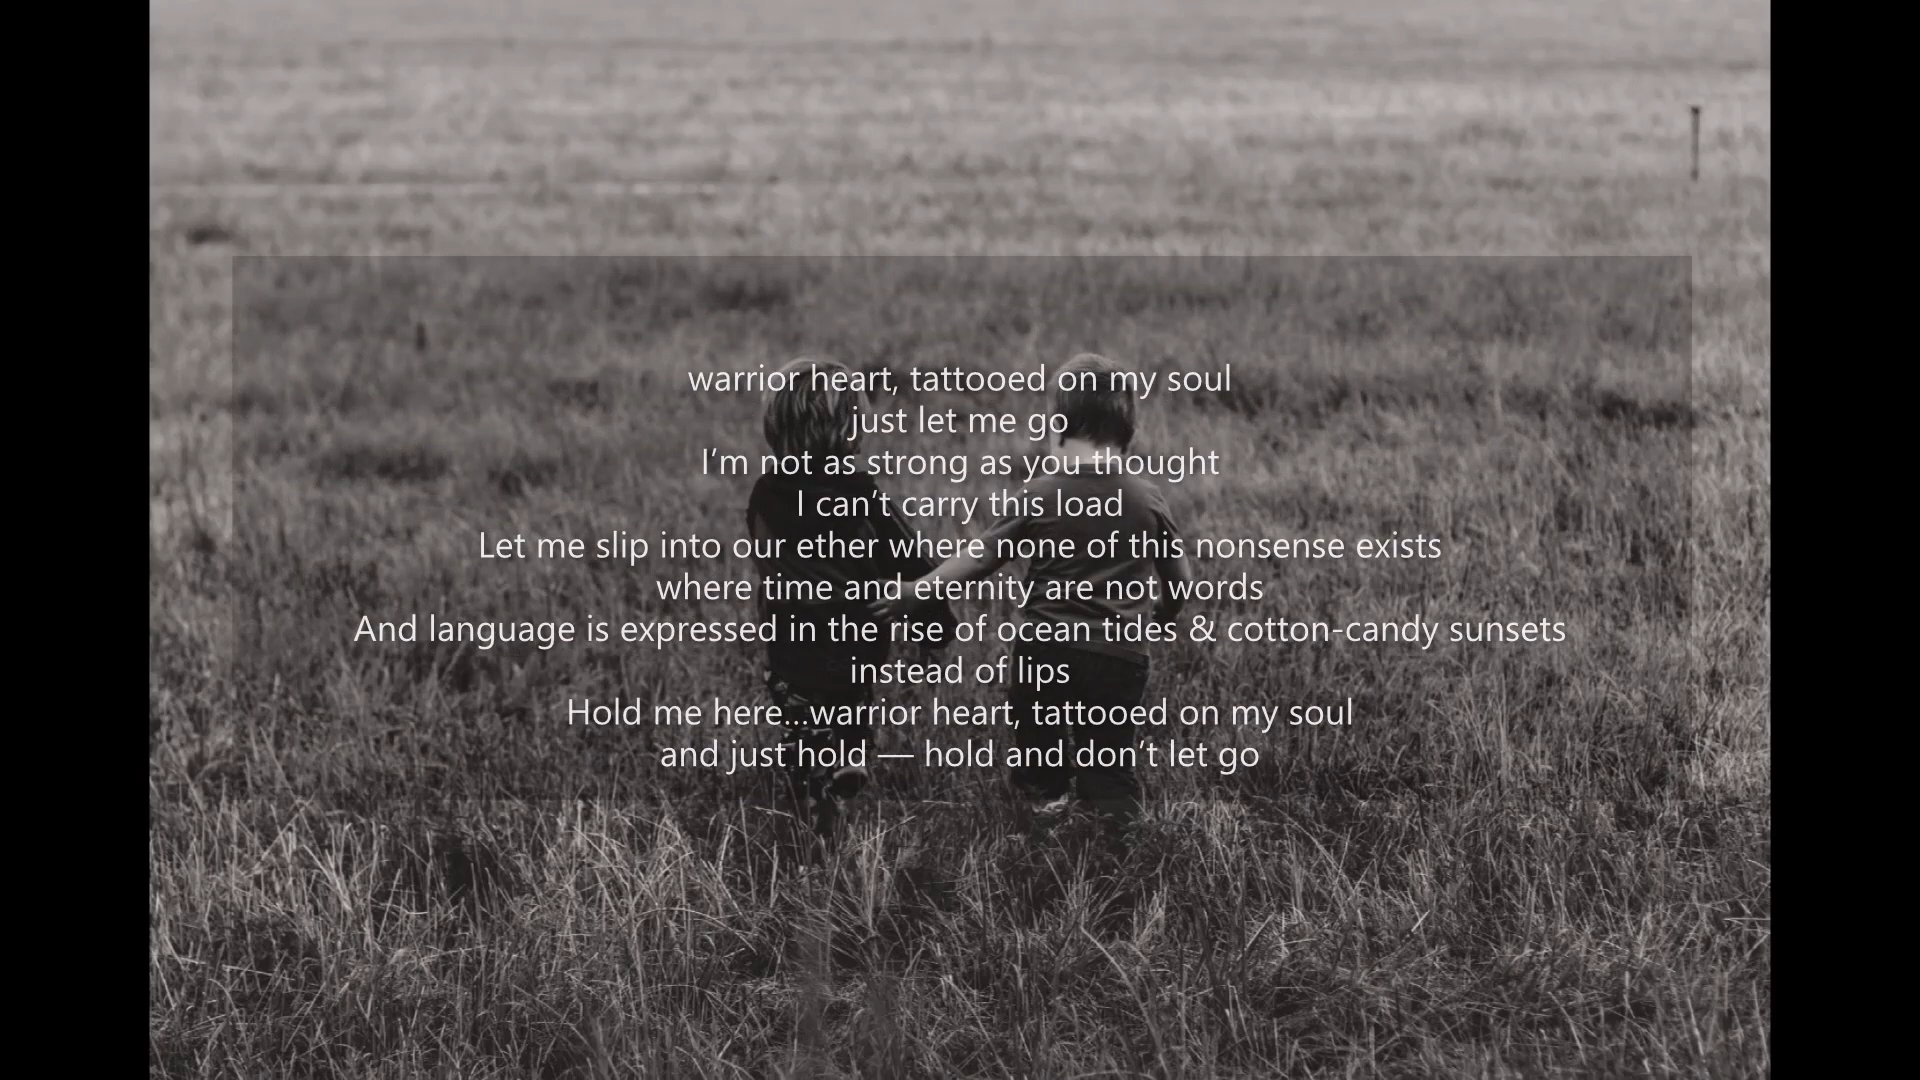 warrior heart, tattooed on my soul
just let me go
I’m not as strong as you thought
I can’t carry this load
Let me slip into our ether where none of this nonsense exists
where time and eternity are not words
And language is expressed in the rise of ocean tides & cotton-candy sunsets
instead of lips
Hold me here…warrior heart, tattooed on my soul
and just hold — hold and don’t let go